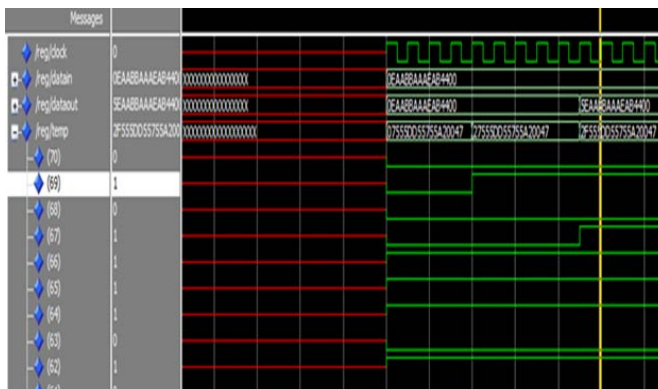 Messages
/reg/clock 0
/reg/datain 0EAABBAAAEAB4400 XXXXXXXXXXXXXXXX 0EAABBAAAEAB4400
/reg/dataout 5EAABBAAAEAB440 XXXXXXXXXXXXXXXX 0EAABBAAAEAB4400 5EAABBAAAEAB4400
/reg/temp 2F555DD55755A200 XXXXXXXXXXXXXXXXXX 07555DD55755A20047 27555DD55755A20047 2F555DD55755A20047
(70) 0
(69) 1
(68) 0
(67) 1
(66) 1
(65) 1
(64) 1
(63) 0
(62) 1